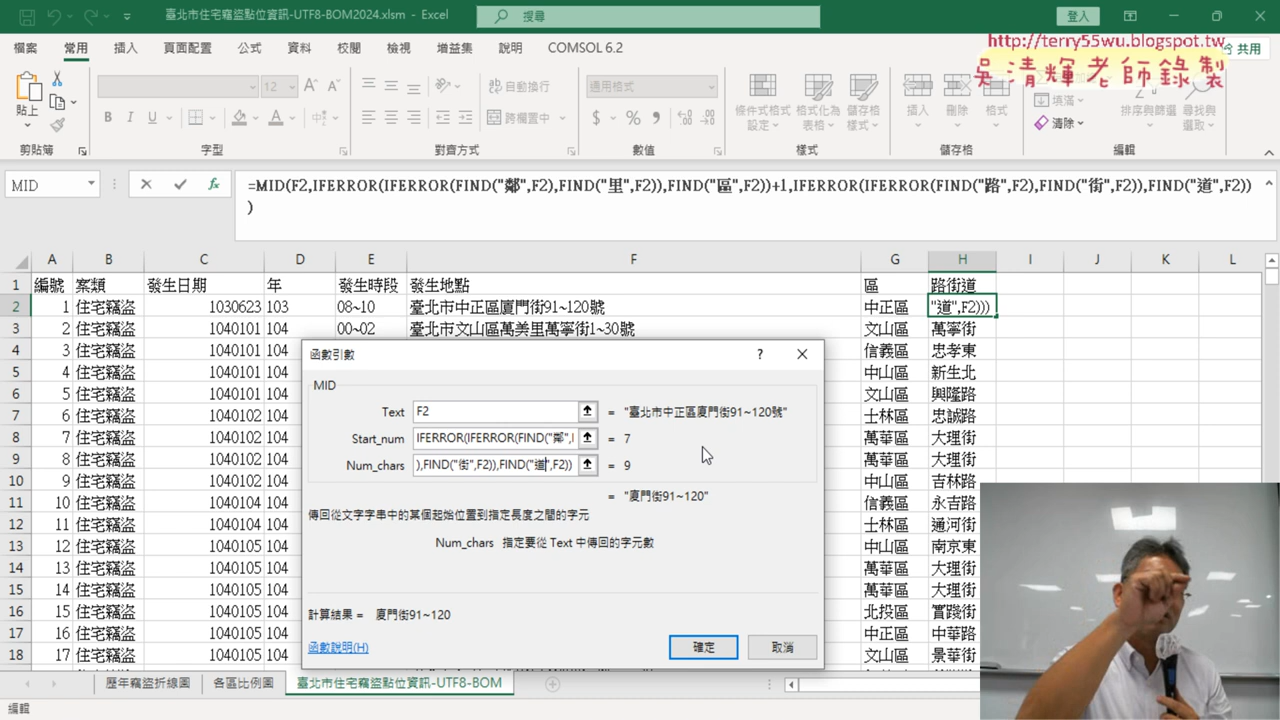 臺北市住宅竊盜點位資訊-UTF8-BOM2024.xlsm - Excel
搜尋
登入
檔案 常用 插入 頁面配置 公式 資料 校閱 檢視 增益集 說明 COMSOL 6.2
共用
http://terry55wu.blogspot.tw
吳清輝老師錄製
貼上
12
自動換行
跨欄置中
通用格式
條件式格式設定
格式化為表格
儲存格樣式
插入 刪除 格式
填滿
清除
排序與篩選
尋找與選取
剪貼簿 字型 對齊方式 數值 樣式 儲存格 編輯
MID
=MID(F2,IFERROR(IFERROR(FIND("鄰",F2),FIND("里",F2)),FIND("區",F2))+1,IFERROR(IFERROR(FIND("路",F2),FIND("街",F2)),FIND("道",F2))
)
A B C D E F G H I J K L
1 編號 案類 發生日期 年 發生時段 發生地點 區 路街道
2 1 住宅竊盜 1030623 103 08~10 臺北市中正區廈門街91~120號 中正區 "道",F2)))
3 2 住宅竊盜 1040101 104 00~02 臺北市文山區萬美里萬寧街1~30號 文山區 萬寧街
4 3 住宅竊盜 1040101 104 信義區 忠孝東
5 4 住宅竊盜 1040101 104 中山區 新生北
6 5 住宅竊盜 1040101 104 文山區 興隆路
7 6 住宅竊盜 1040102 104 士林區 忠誠路
8 7 住宅竊盜 1040102 104 萬華區 大理街
9 8 住宅竊盜 1040102 104 萬華區 大理街
10 9 住宅竊盜 1040102 104 中山區 吉林路
11 10 住宅竊盜 1040102 104 信義區 永吉路
12 11 住宅竊盜 1040102 104 士林區 通河街
13 12 住宅竊盜 1040105 104 中山區 南京東
14 13 住宅竊盜 1040105 104 萬華區 大理街
15 14 住宅竊盜 1040105 104 萬華區 大理街
16 15 住宅竊盜 1040105 104 北投區 實踐街
17 16 住宅竊盜 1040105 104 中正區 中華路
18 17 住宅竊盜 1040105 104 文山區 景華街
函數引數
? ×
MID
Text F2 = "臺北市中正區廈門街91~120號"
Start_num IFERROR(IFERROR(FIND("鄰",I = 7
Num_chars ),FIND("街",F2)),FIND("道",F2)) = 9
= "廈門街91~120"
傳回從文字字串中的某個起始位置到指定長度之間的字元
Num_chars 指定要從 Text 中傳回的字元數
計算結果 = 廈門街91~120
函數說明(H)
確定 取消
歷年竊盜折線圖 各區比例圖 臺北市住宅竊盜點位資訊-UTF8-BOM
編輯